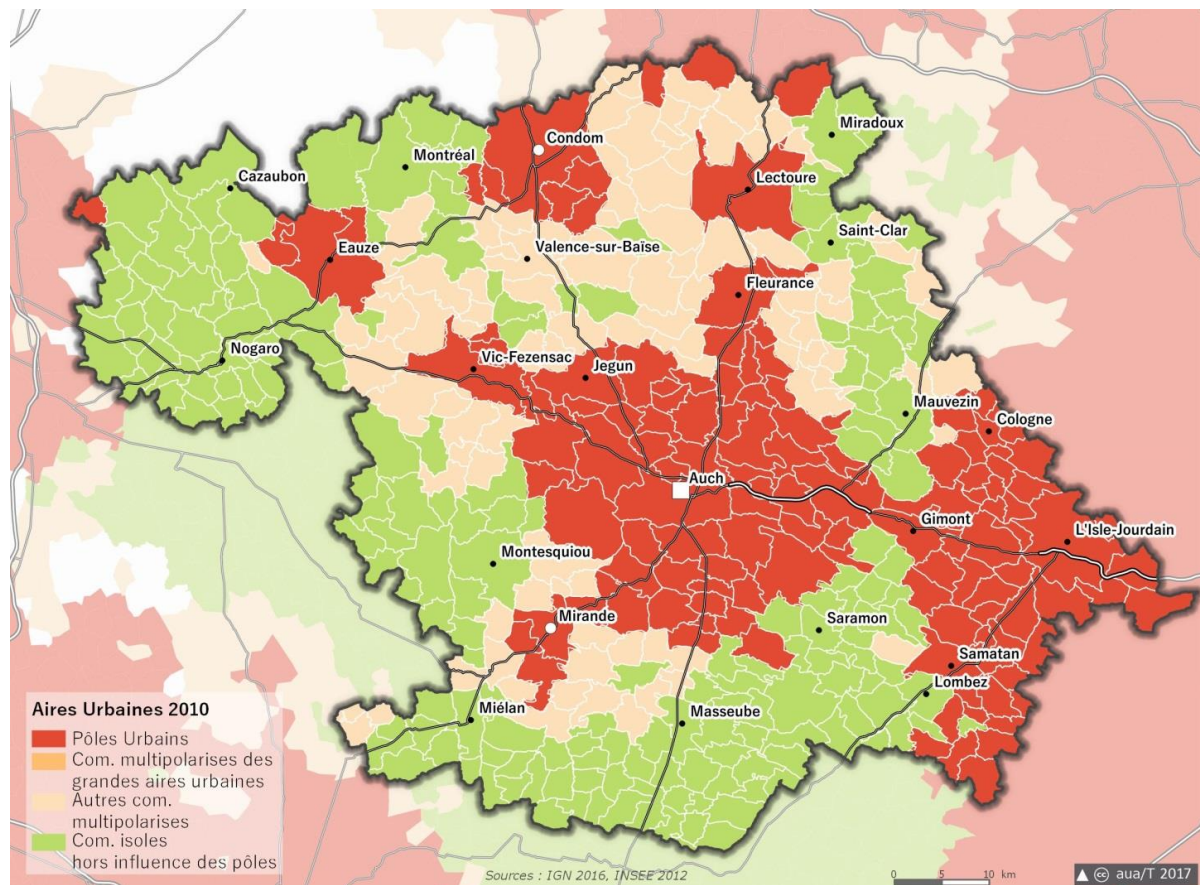 Miradoux
Condom
Montréal
Cazaubon
Lectoure
Saint-Clar
Eauze
Valence-sur-Baïse
Fleurance
Nogaro
Vic-Fezensac
Jegun
Mauvezin
Cologne
Auch
Gimont
L'Isle-Jourdain
Montesquiou
Mirande
Saramon
Samatan
Lombez
Miélan
Masseube
Aires Urbaines 2010
Pôles Urbains
Com. multipolarises des
grandes aires urbaines
Autres com.
multipolarises
Com. isoles
hors influence des pôles
Sources : IGN 2016, INSEE 2012
0 5 10 km
▲ cc aua/T 2017